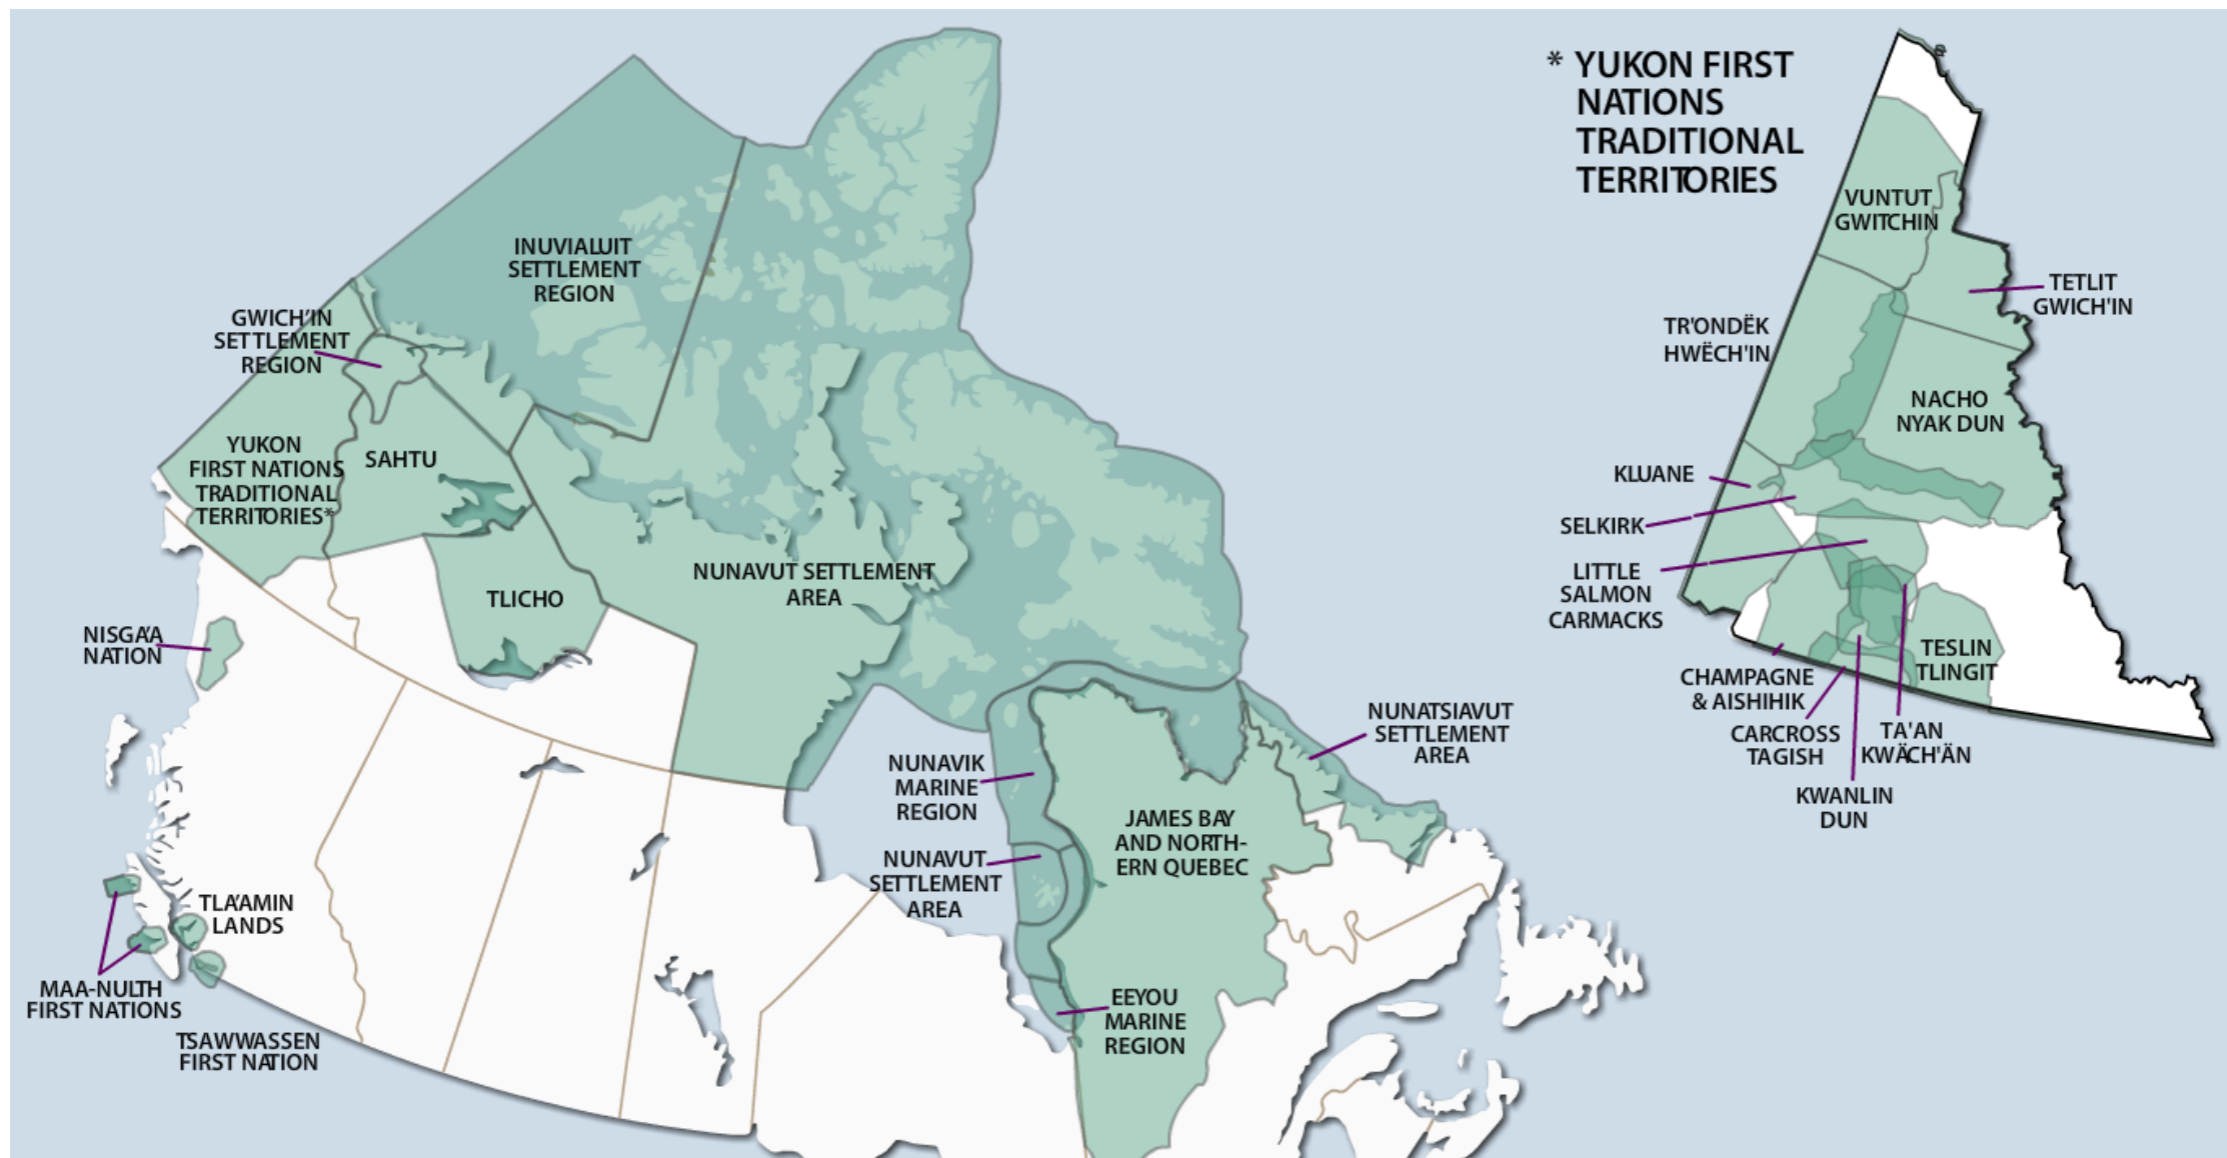 * YUKON FIRST
NATIONS
TRADITIONAL
TERRITORIES
INUVIALUIT
SETTLEMENT
REGION
GWICH'IN
SETTLEMENT
REGION
YUKON
FIRST NATIONS
TRADITIONAL
TERRITORIES*
SAHTU
TLICHO
NUNAVUT SETTLEMENT
AREA
NISGA'A
NATION
NUNATSIAVUT
SETTLEMENT
AREA
NUNAVIK
MARINE
REGION
JAMES BAY
AND NORTH-
ERN QUEBEC
NUNAVUT
SETTLEMENT
AREA
TLA'AMIN
LANDS
MAA-NULTH
FIRST NATIONS
TSAWWASSEN
FIRST NATION
EEYOU
MARINE
REGION
VUNTUT
GWITCHIN
TETLIT
GWICH'IN
TR'ONDËK
HWËCH'IN
NACHO
NYAK DUN
KLUANE
SELKIRK
LITTLE
SALMON
CARMACKS
TESLIN
TLINGIT
CHAMPAGNE
& AISHIHIK
CARCROSS
TAGISH
TA'AN
KWÄCH'ÄN
KWANLIN
DUN